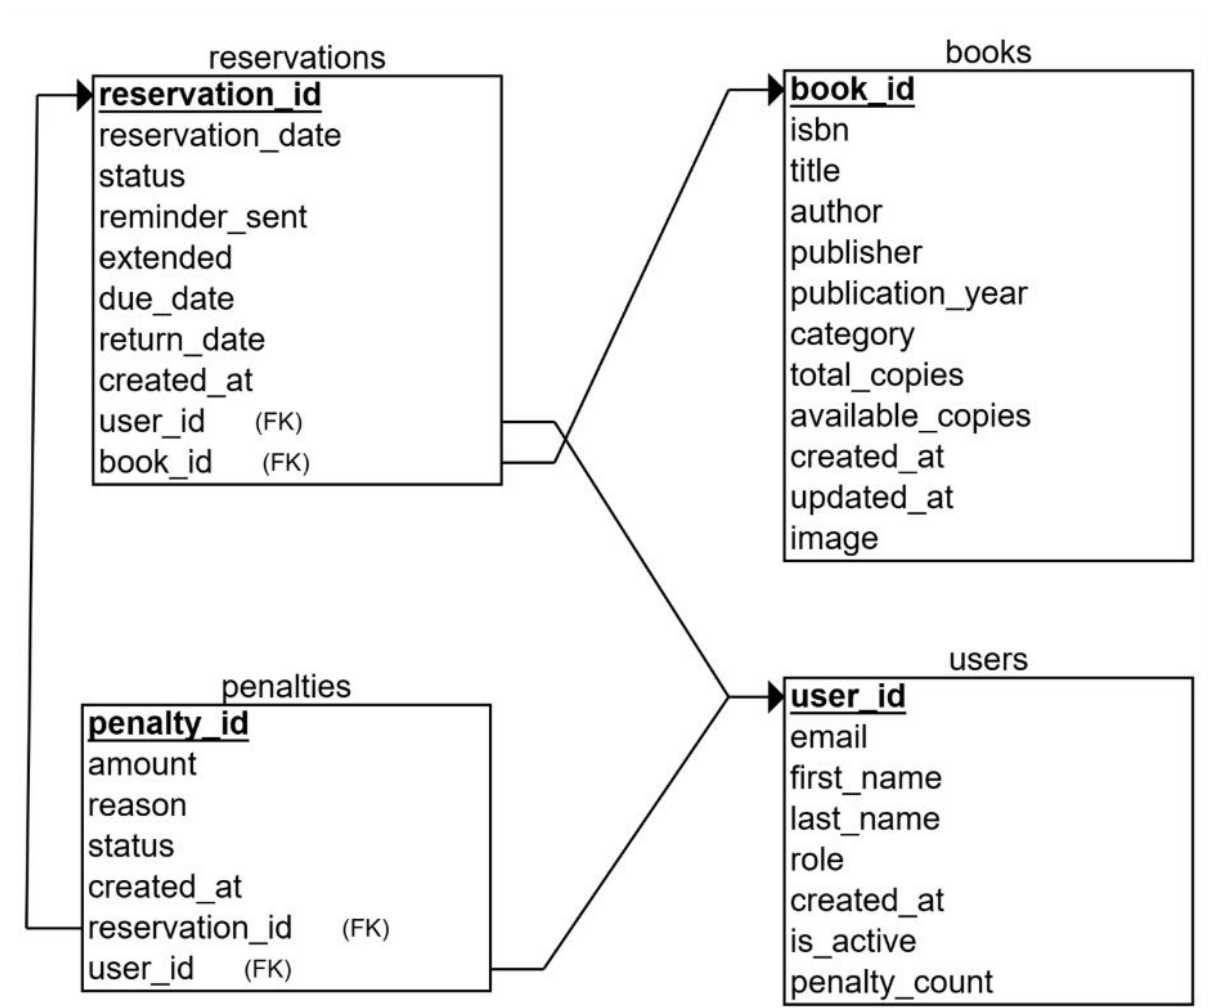 reservations
reservation_id
reservation_date
status
reminder_sent
extended
due_date
return_date
created_at
user_id (FK)
book_id (FK)
books
book_id
isbn
title
author
publisher
publication_year
category
total_copies
available_copies
created_at
updated_at
image
penalties
penalty_id
amount
reason
status
created_at
reservation_id (FK)
user_id (FK)
users
user_id
email
first_name
last_name
role
created_at
is_active
penalty_count